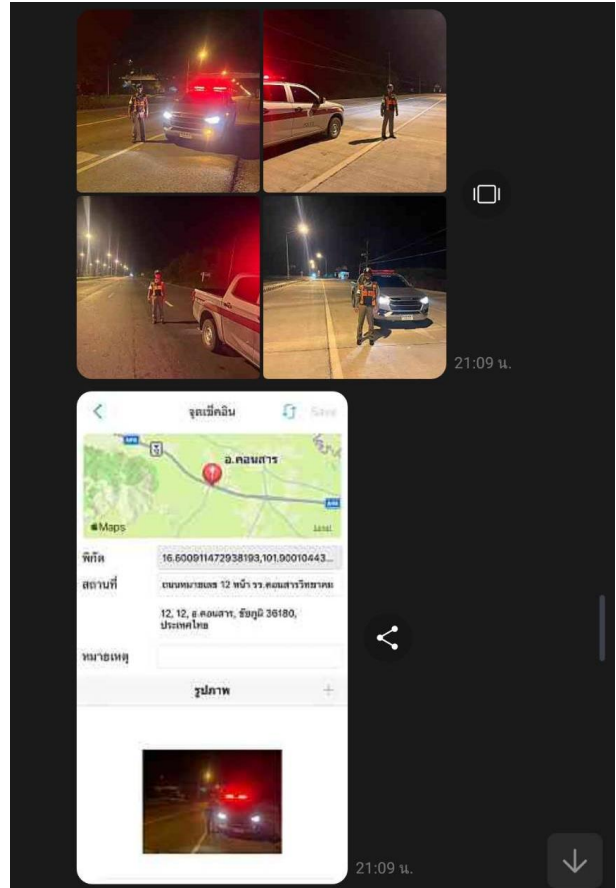 21:09 น.
จุดเช็คอิน Save
อ.คอนสาร
Maps
Legal
พิกัด 16.600911472938193,101.90010443...
สถานที่ ถนนหมายเลข 12 หน้า รร.คอนสารวิทยาคม
12, 12, อ.คอนสาร, ชัยภูมิ 36180,
ประเทศไทย
หมายเหตุ
รูปภาพ +
21:09 น.